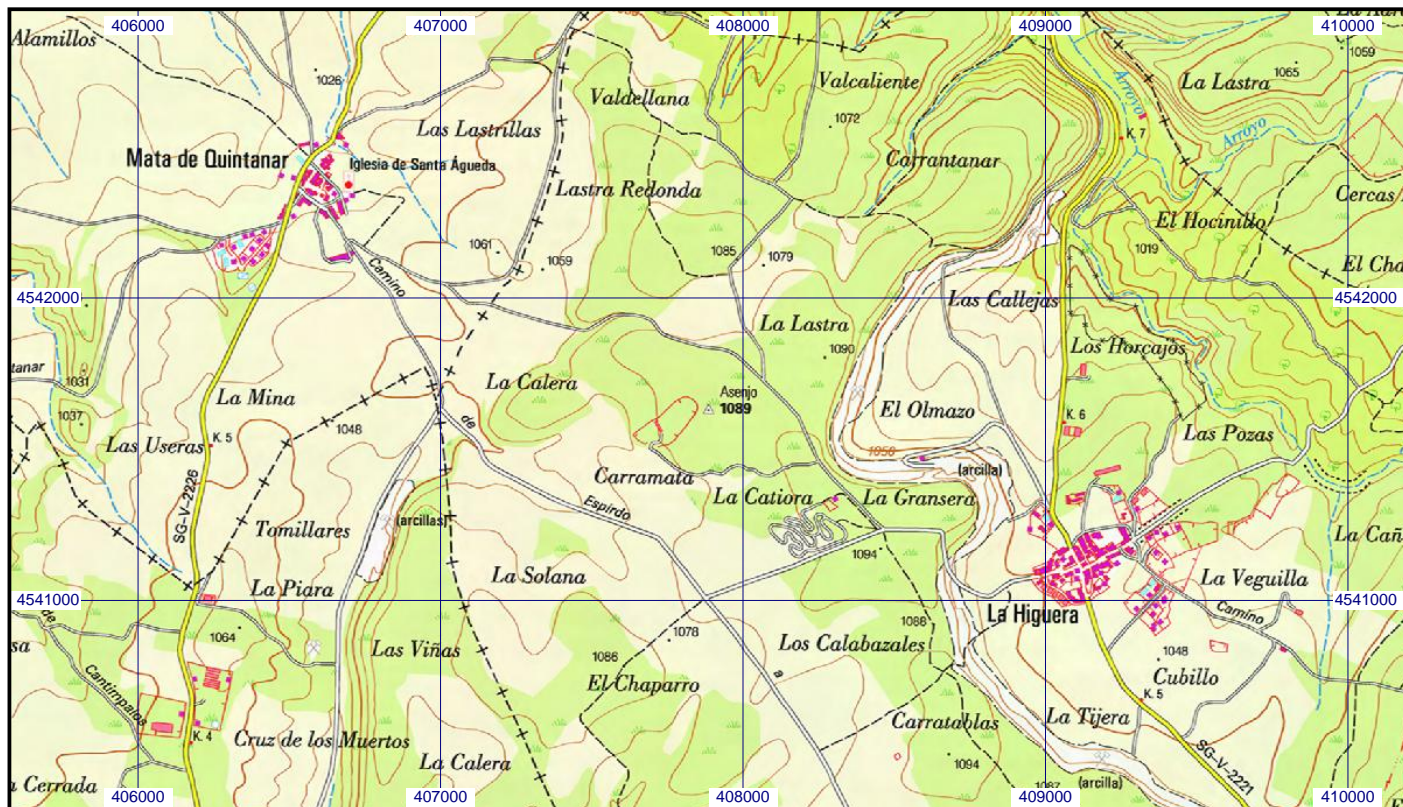 406000
407000
408000
409000
410000
Alamillos
1026
Valdellana
Valcaliente
1072
La Lastra
1065
1059
Arroyo
Arroyo
K. 7
Las Lastrillas
Mata de Quintanar
Iglesia de Santa Águeda
Carrantanar
Lastra Redonda
Cercas
El Hocinillo
1061
1059
1085
1079
1019
El Cha
Camino
4542000
4542000
Las Callejas
La Lastra
1090
Los Horcajos
tanar
1031
La Calera
Asenjo
1089
La Mina
1037
1048
de
El Olmazo
K. 6
Las Useras
K. 5
Las Pozas
1056
(arcilla)
Carramata
La Catiora
La Gransera
SG-V-2226
Tomillares
(arcillas)
Espirdo
1094
La Cañ
La Solana
La Veguilla
La Piara
4541000
4541000
La Higuera
Camino
de
1064
1078
1088
sa
Las Viñas
1086
Los Calabazales
1048
Cantimpalos
a
El Chaparro
Cubillo
K. 5
K. 4
Cruz de los Muertos
Carratablas
La Tijera
SG-V-2221
La Calera
1094
a Cerrada
1087
(arcilla)
406000
407000
408000
409000
410000